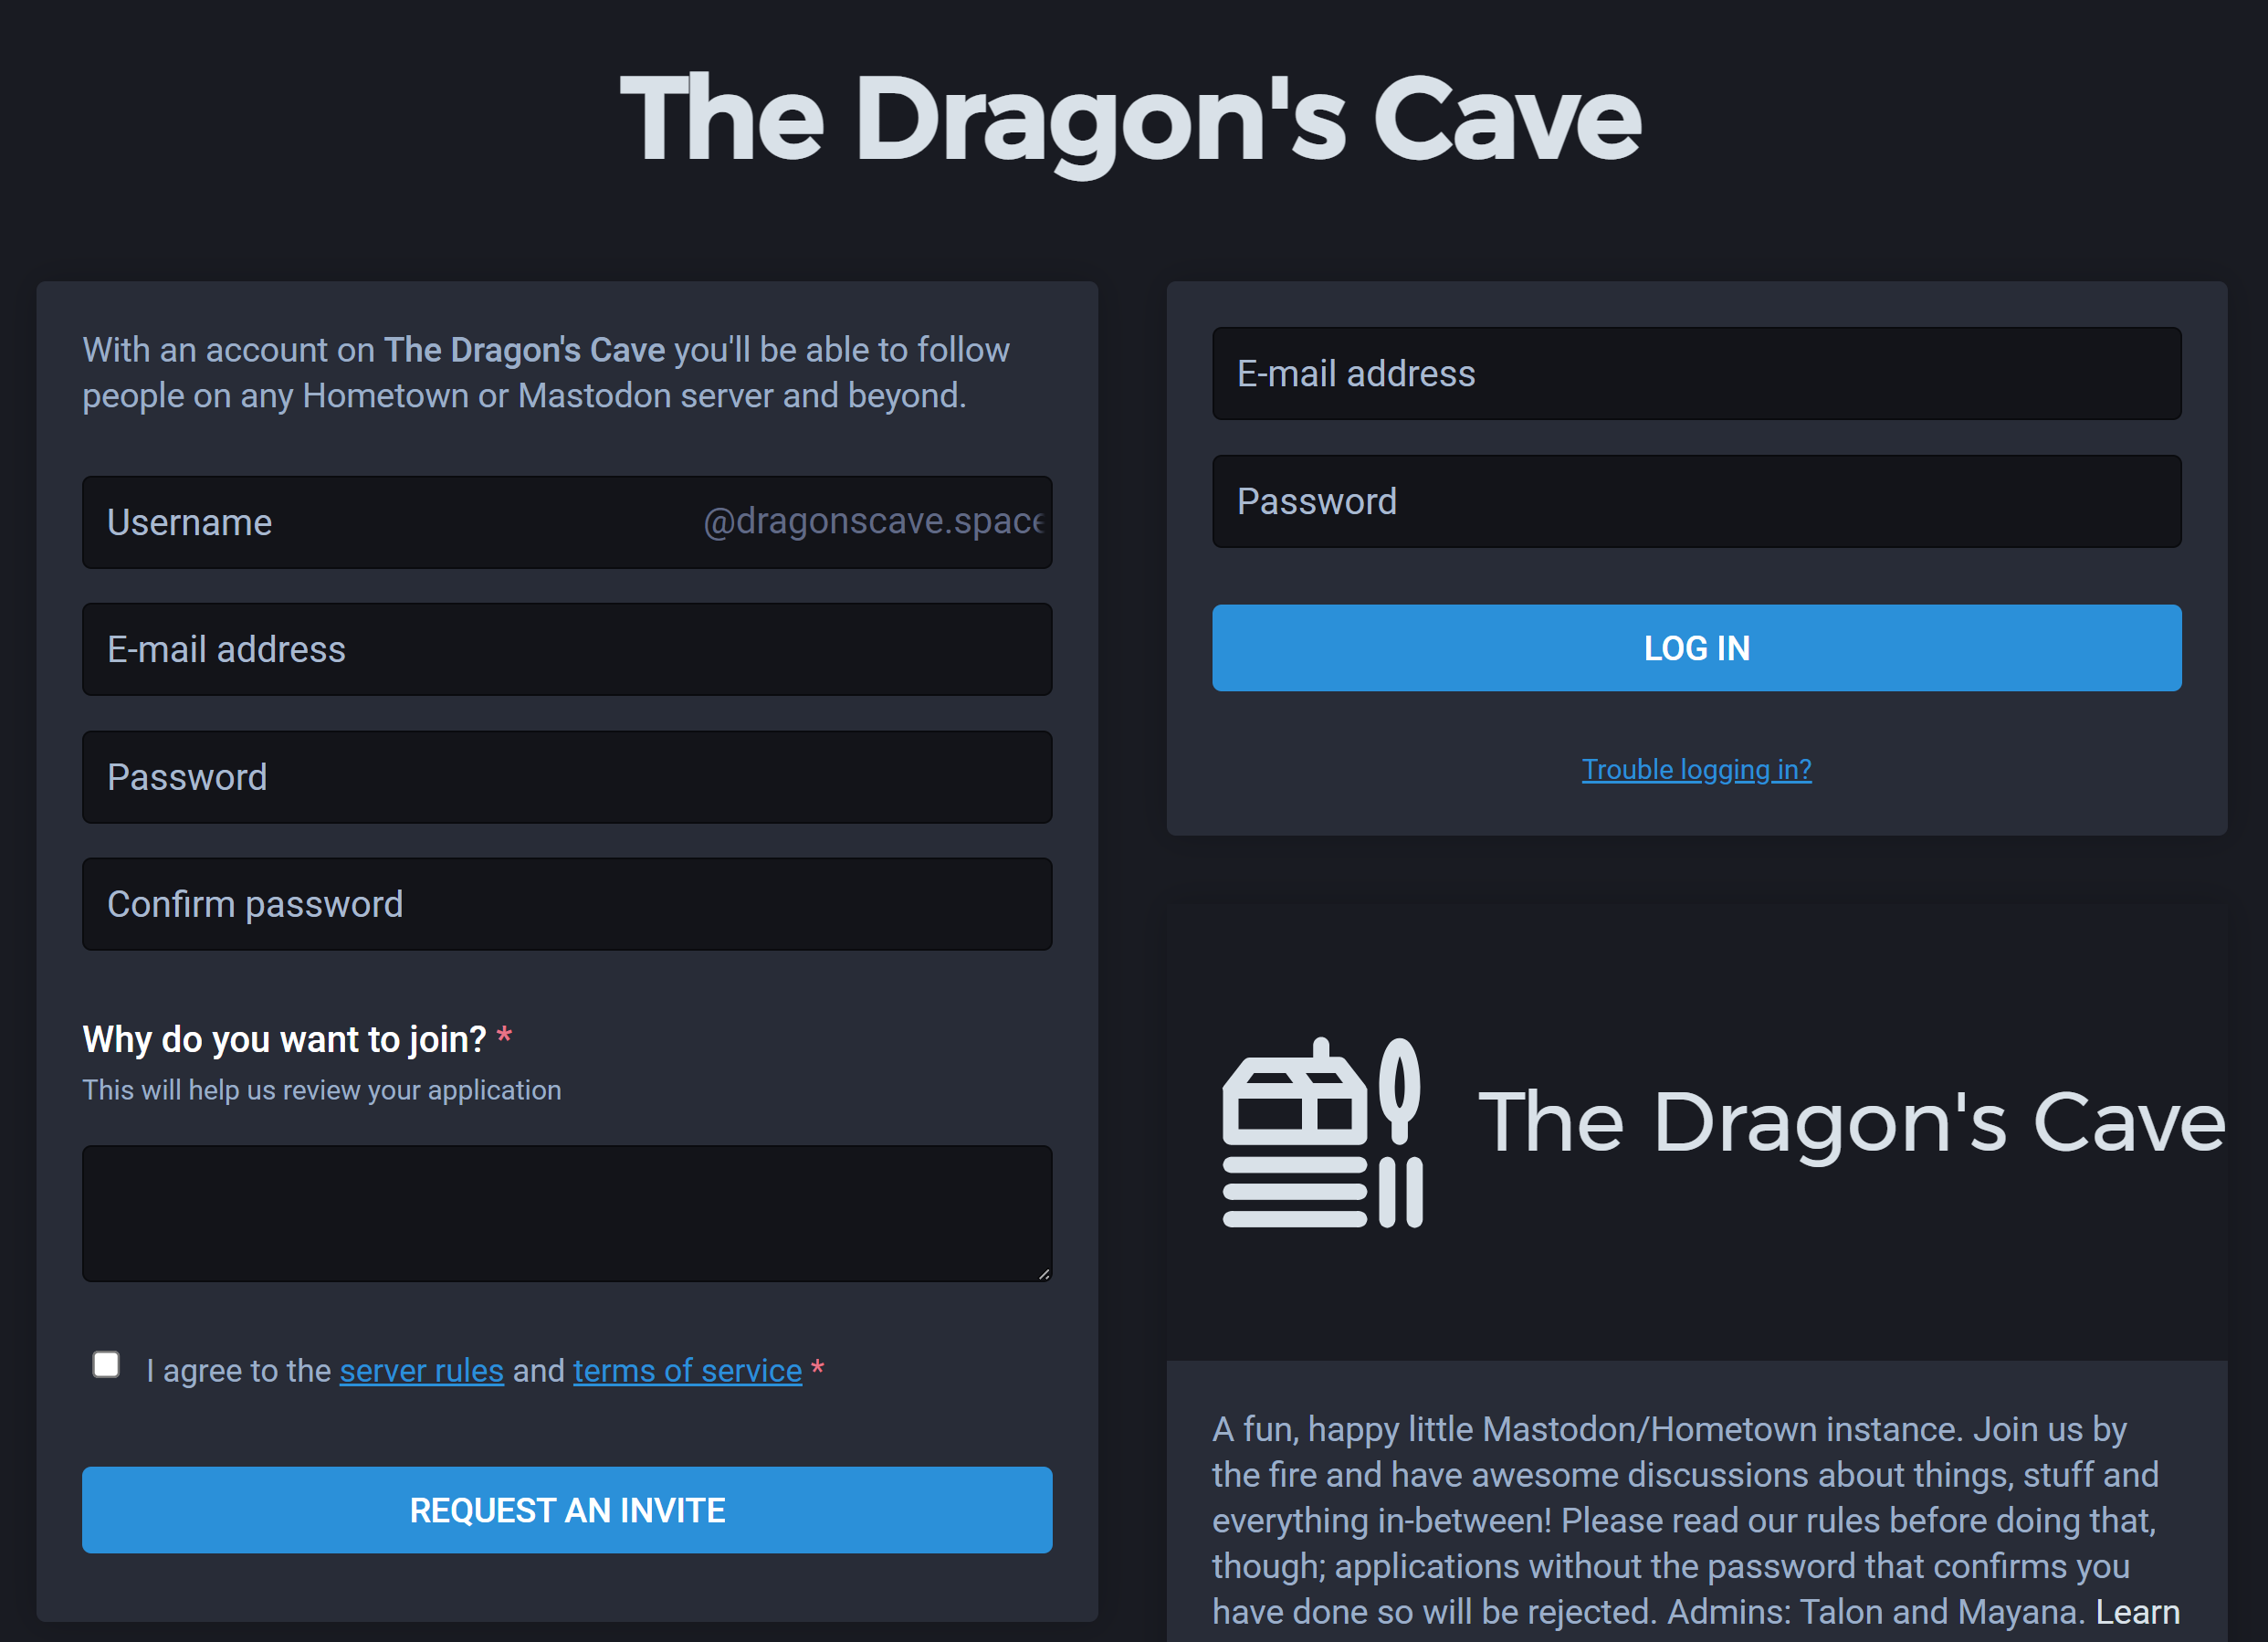 The Dragon's Cave
With an account on The Dragon's Cave you'll be able to follow
people on any Hometown or Mastodon server and beyond.
Username @dragonscave.space
E-mail address
Password
Confirm password
Why do you want to join? *
This will help us review your application
I agree to the server rules and terms of service *
REQUEST AN INVITE
E-mail address
Password
LOG IN
Trouble logging in?
The Dragon's Cave
A fun, happy little Mastodon/Hometown instance. Join us by
the fire and have awesome discussions about things, stuff and
everything in-between! Please read our rules before doing that,
though; applications without the password that confirms you
have done so will be rejected. Admins: Talon and Mayana. Learn